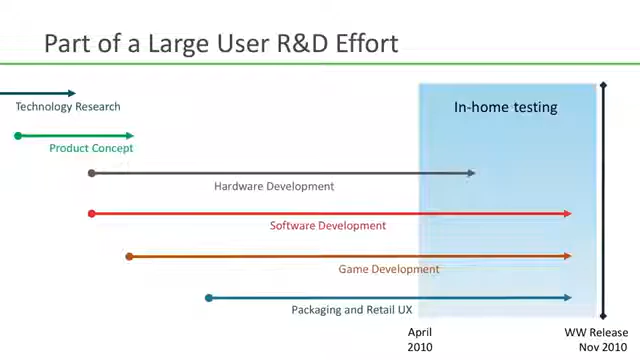 Part of a Large User R&D Effort
Technology Research
In-home testing
Product Concept
Hardware Development
Software Development
Game Development
Packaging and Retail UX
April
2010
WW Release
Nov 2010